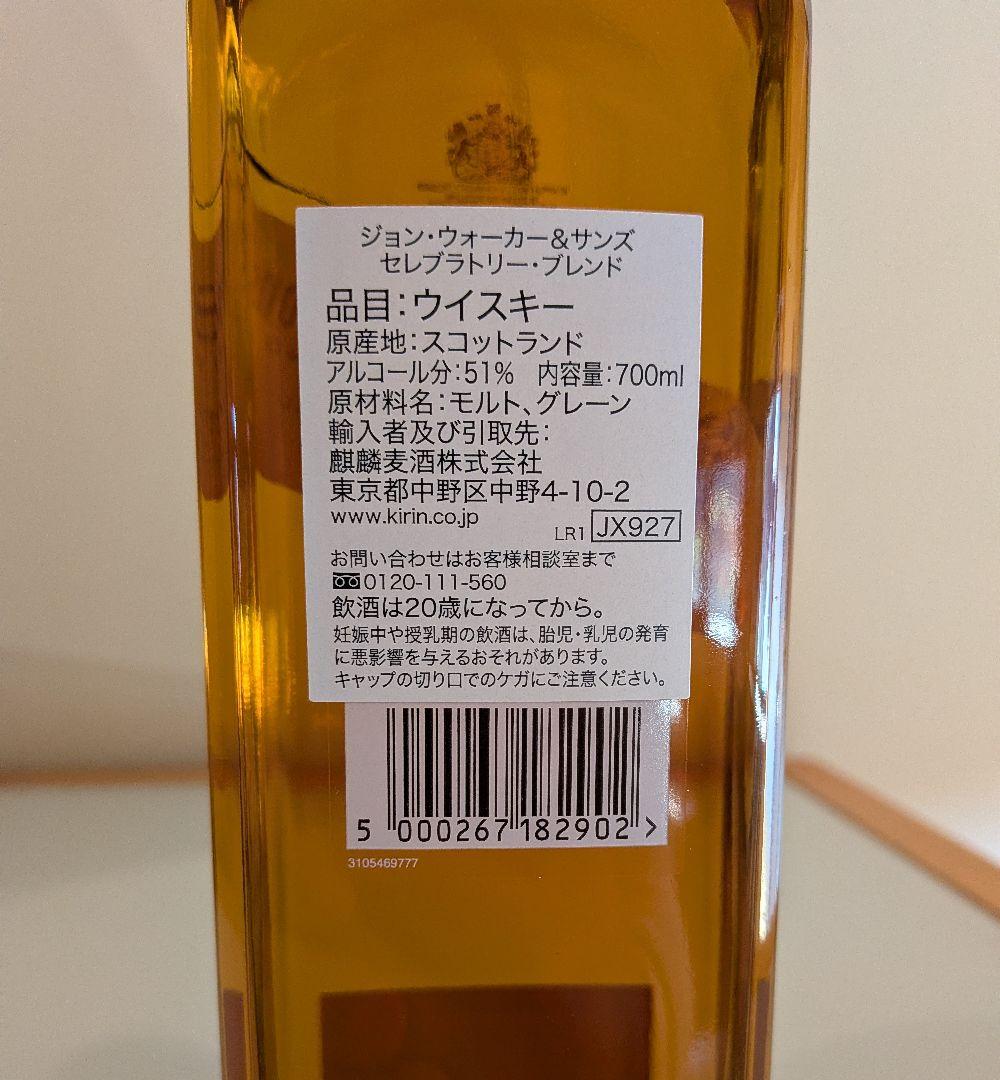 ジョン・ウォーカー&サンズ
セレブラトリー・ブレンド
品目:ウイスキー
原産地:スコットランド
アルコール分:51% 内容量:700ml
原材料名:モルト、グレーン
輸入者及び引取先:
麒麟麦酒株式会社
東京都中野区中野4-10-2
www.kirin.co.jp
LR1 JX927
お問い合わせはお客様相談室まで
0120-111-560
飲酒は20歳になってから。
妊娠中や授乳期の飲酒は、胎児・乳児の発育
に悪影響を与えるおそれがあります。
キャップの切り口でのケガにご注意ください。
5 000267 182902 >
3105469777